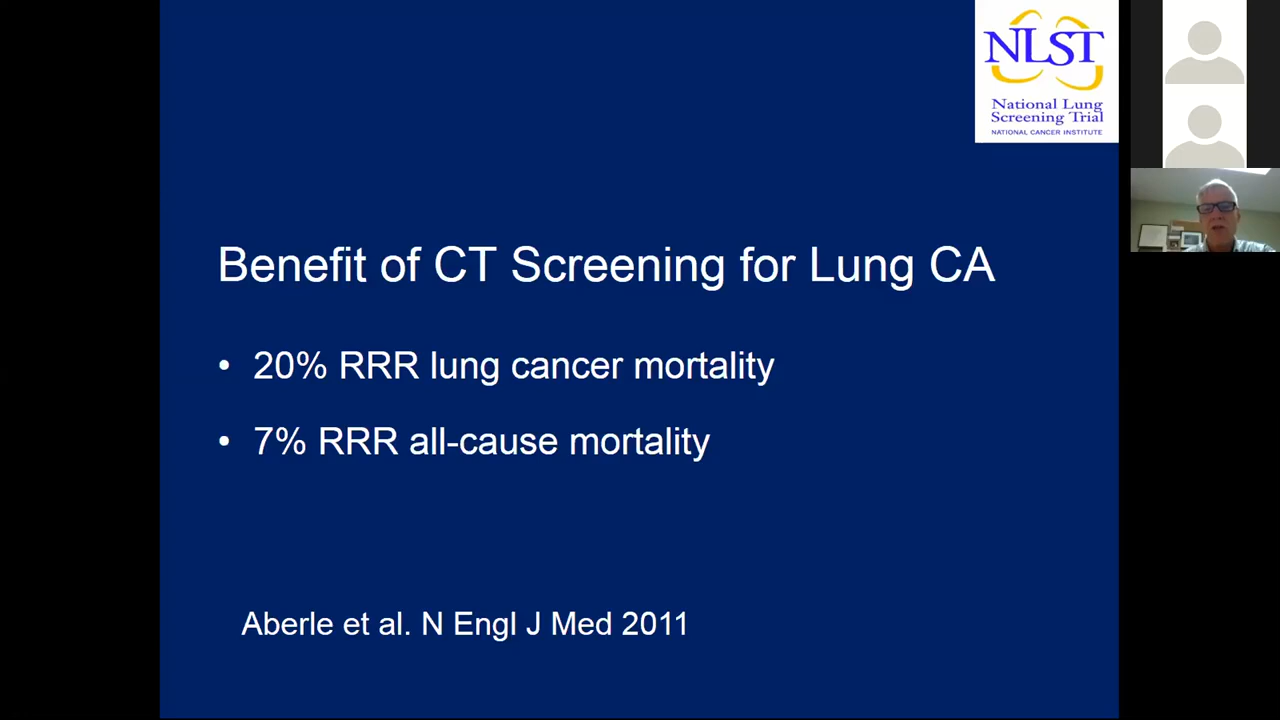 NLST
National Lung
Screening Trial
NATIONAL CANCER INSTITUTE
Benefit of CT Screening for Lung CA
• 20% RRR lung cancer mortality
• 7% RRR all-cause mortality
Aberle et al. N Engl J Med 2011